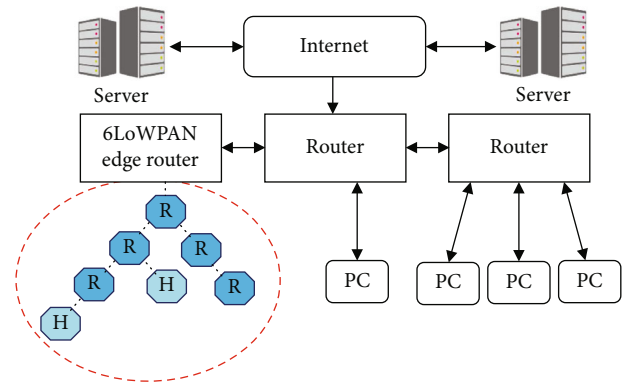 Internet
Server
Server
6LoWPAN
edge router
Router
Router
R
R
R
R
H
R
H
PC
PC
PC
PC